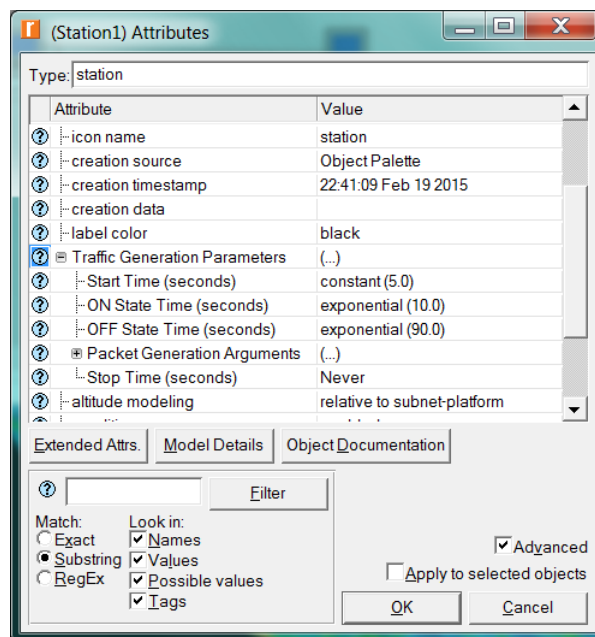 (Station1) Attributes
Type: station
Attribute Value
icon name station
creation source Object Palette
creation timestamp 22:41:09 Feb 19 2015
creation data
label color black
Traffic Generation Parameters (...)
Start Time (seconds) constant (5.0)
ON State Time (seconds) exponential (10.0)
OFF State Time (seconds) exponential (90.0)
Packet Generation Arguments (...)
Stop Time (seconds) Never
altitude modeling relative to subnet-platform
Extended Attrs. Model Details Object Documentation
Filter
Match: Look in:
Exact Names
Substring Values
RegEx Possible values
Tags
Advanced
Apply to selected objects
OK Cancel